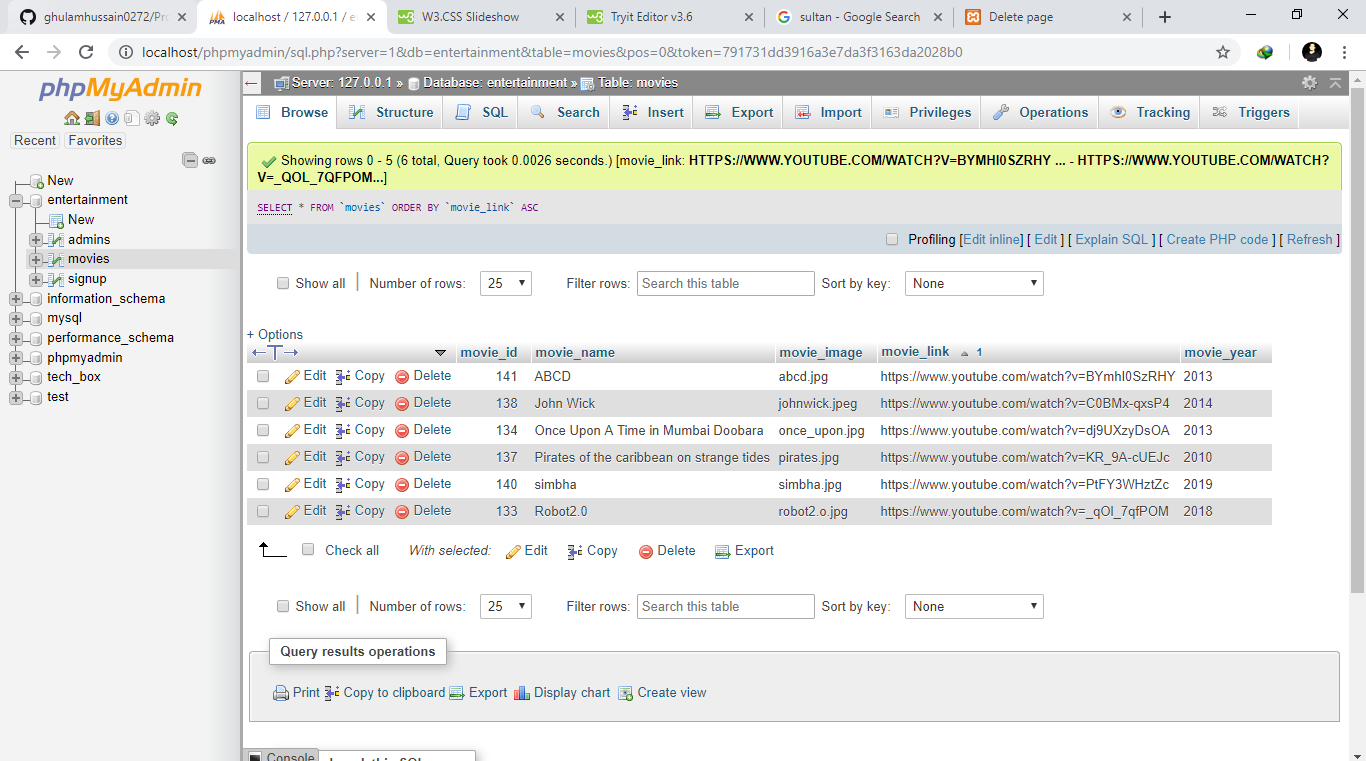 ghulamhussain0272/Pro localhost / 127.0.0.1 / e W3.CSS Slideshow Tryit Editor v3.6 sultan - Google Search Delete page
localhost/phpmyadmin/sql.php?server=1&db=entertainment&table=movies&pos=0&token=791731dd3916a3e7da3f3163da2028b0
phpMyAdmin
Recent Favorites
New
entertainment
New
admins
movies
signup
information_schema
mysql
performance_schema
phpmyadmin
tech_box
test
Server: 127.0.0.1 » Database: entertainment » Table: movies
Browse Structure SQL Search Insert Export Import Privileges Operations Tracking Triggers
Showing rows 0 - 5 (6 total, Query took 0.0026 seconds.) [movie_link: HTTPS://WWW.YOUTUBE.COM/WATCH?V=BYMHI0SZRHY ... - HTTPS://WWW.YOUTUBE.COM/WATCH?
V=_QOL_7QFPOM...]
SELECT * FROM `movies` ORDER BY `movie_link` ASC
Profiling [Edit inline] [ Edit ] [ Explain SQL ] [ Create PHP code ] [ Refresh ]
Show all Number of rows: 25 Filter rows: Search this table Sort by key: None
+ Options
movie_id movie_name movie_image movie_link 1 movie_year
Edit Copy Delete 141 ABCD abcd.jpg https://www.youtube.com/watch?v=BYmhI0SzRHY 2013
Edit Copy Delete 138 John Wick johnwick.jpeg https://www.youtube.com/watch?v=C0BMx-qxsP4 2014
Edit Copy Delete 134 Once Upon A Time in Mumbai Doobara once_upon.jpg https://www.youtube.com/watch?v=dj9UXzyDsOA 2013
Edit Copy Delete 137 Pirates of the caribbean on strange tides pirates.jpg https://www.youtube.com/watch?v=KR_9A-cUEJc 2010
Edit Copy Delete 140 simbha simbha.jpg https://www.youtube.com/watch?v=PtFY3WHztZc 2019
Edit Copy Delete 133 Robot2.0 robot2.o.jpg https://www.youtube.com/watch?v=_qOl_7qfPOM 2018
Check all With selected: Edit Copy Delete Export
Show all Number of rows: 25 Filter rows: Search this table Sort by key: None
Query results operations
Print Copy to clipboard Export Display chart Create view
Console